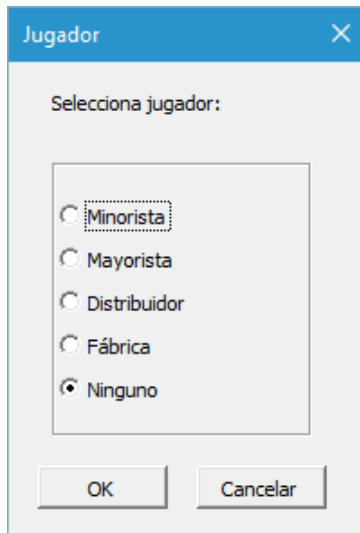 Jugador
Selecciona jugador:
Minorista
Mayorista
Distribuidor
Fábrica
Ninguno
OK Cancelar